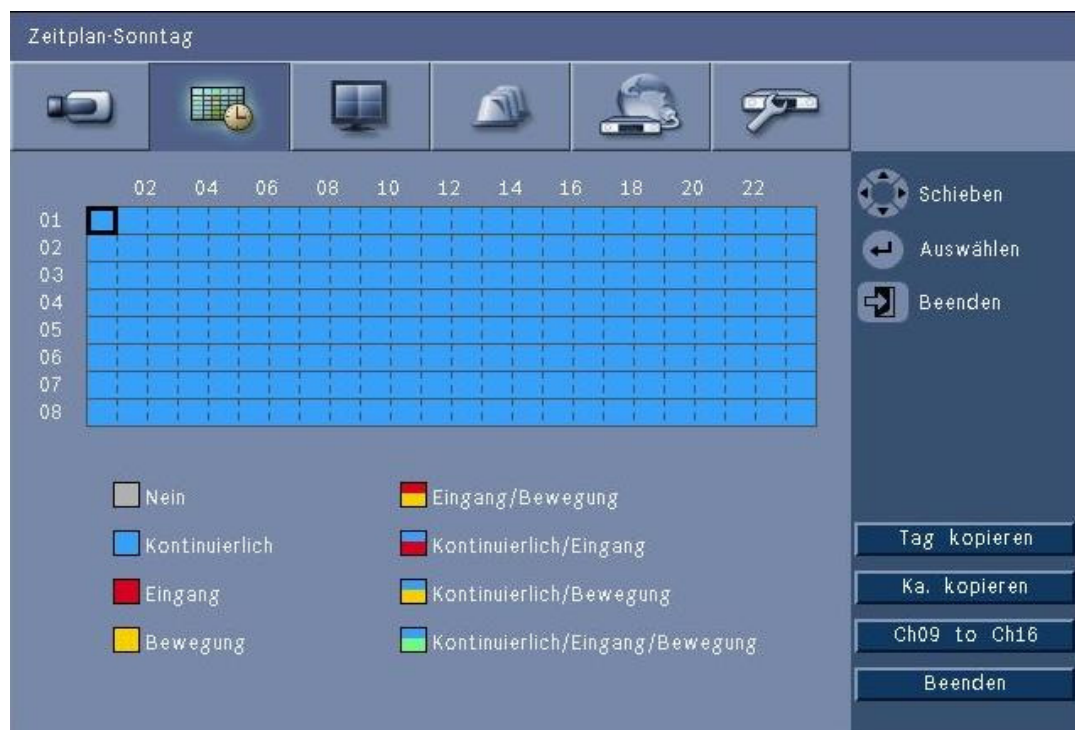 Zeitplan-Sonntag
02 04 06 08 10 12 14 16 18 20 22
01
02
03
04
05
06
07
08
Schieben
Auswählen
Beenden
Nein
Kontinuierlich
Eingang
Bewegung
Eingang/Bewegung
Kontinuierlich/Eingang
Kontinuierlich/Bewegung
Kontinuierlich/Eingang/Bewegung
Tag kopieren
Ka. kopieren
Ch09 to Ch16
Beenden